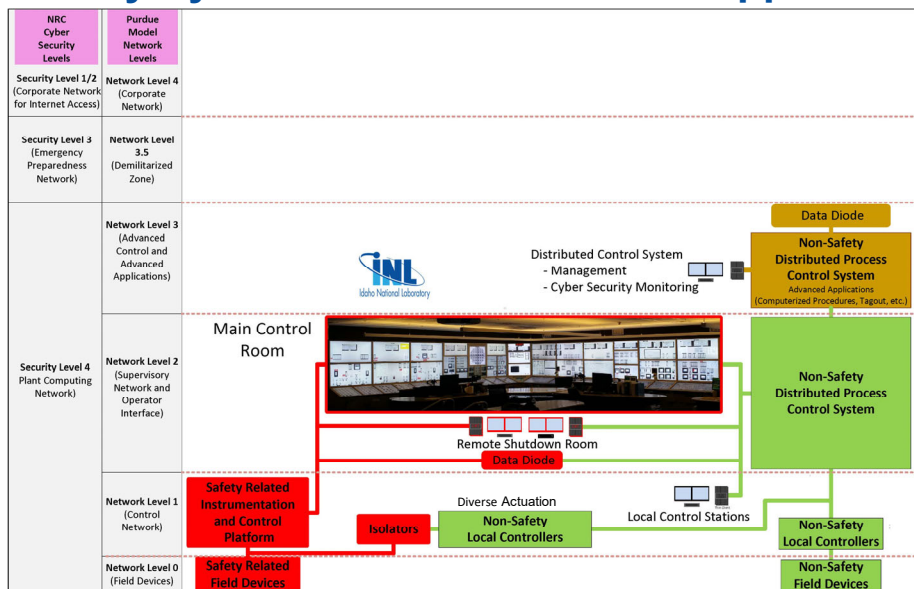 NRC
Cyber
Security
Levels
Purdue
Model
Network
Levels
Security Level 1/2
(Corporate Network
for Internet Access)
Network Level 4
(Corporate
Network)
Security Level 3
(Emergency
Preparedness
Network)
Network Level
3.5
(Demilitarized
Zone)
Network Level 3
(Advanced
Control and
Advanced
Applications)
INL
Idaho National Laboratory
Distributed Control System
- Management
- Cyber Security Monitoring
Data Diode
Non-Safety
Distributed Process
Control System
Advanced Applications
(Computerized Procedures, Tagout, etc.)
Security Level 4
Plant Computing
Network)
Network Level 2
(Supervisory
Network and
Operator
Interface)
Main Control
Room
Remote Shutdown Room
Data Diode
Non-Safety
Distributed Process
Control System
Network Level 1
(Control
Network)
Safety Related
Instrumentation
and Control
Platform
Isolators
Diverse Actuation
Non-Safety
Local Controllers
Local Control Stations
Non-Safety
Local Controllers
Network Level 0
(Field Devices)
Safety Related
Field Devices
Non-Safety
Field Devices